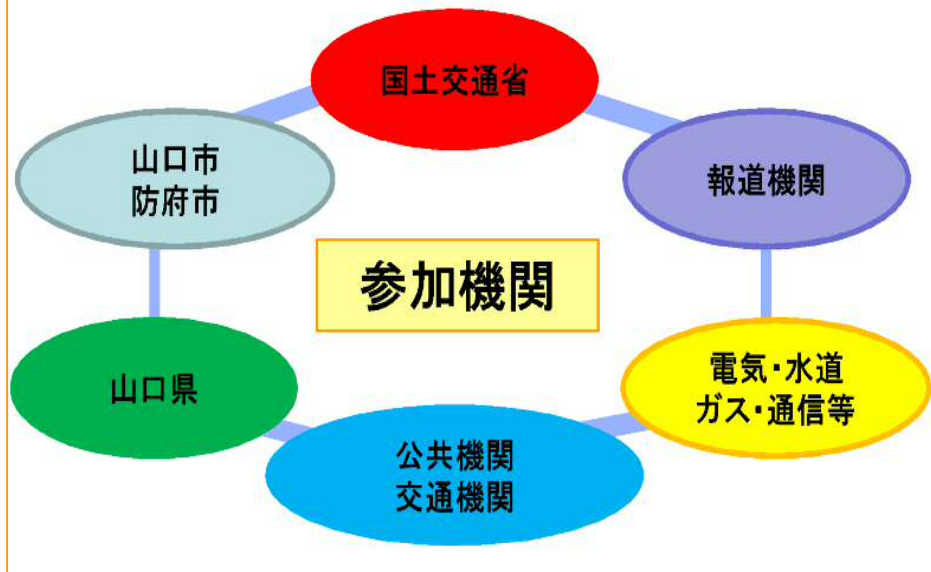 国土交通省
山口市
防府市
報道機関
参加機関
山口県
電気・水道
ガス・通信等
公共機関
交通機関